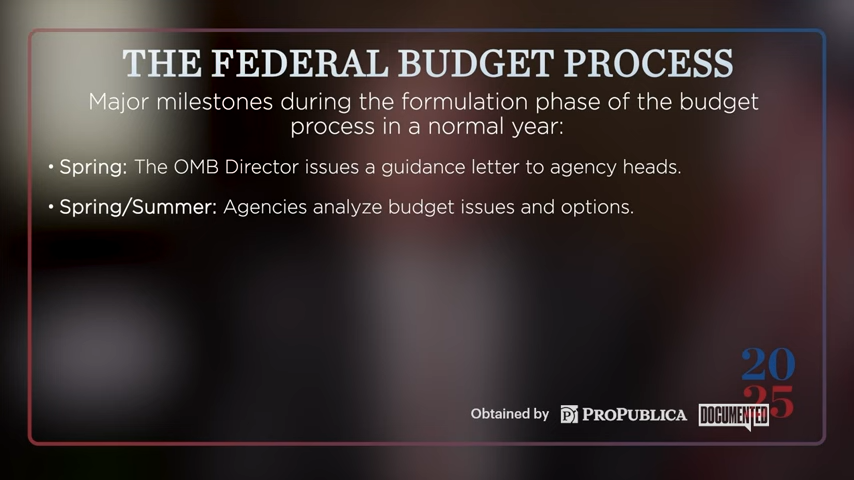 THE FEDERAL BUDGET PROCESS
Major milestones during the formulation phase of the budget
process in a normal year:
• Spring: The OMB Director issues a guidance letter to agency heads.
• Spring/Summer: Agencies analyze budget issues and options.
20
25
Obtained by PROPUBLICA DOCUMENTED